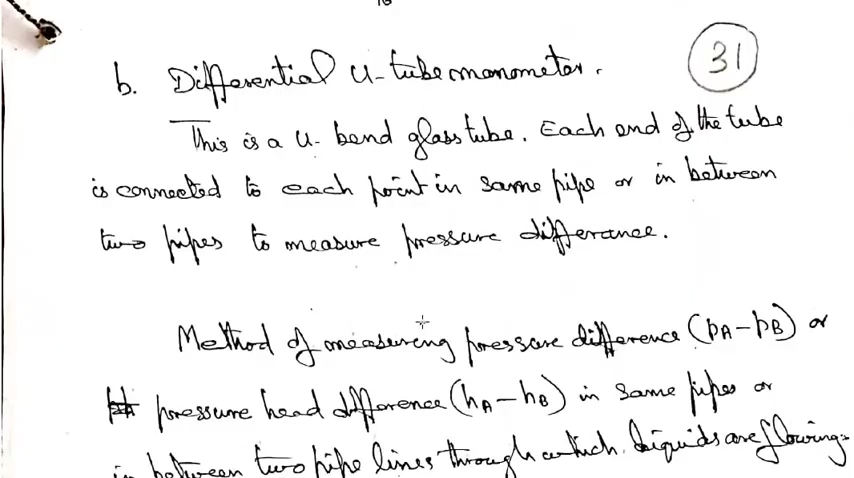 31
b. Differential U-tube manometer.
This is a U-bend glass tube. Each end of the tube
is connected to each point in same pipe or in between
two pipes to measure pressure difference.
Method of measuring pressure difference (pA - pB) or
pressure head difference (hA - hB) in same pipes or
in between two pipe lines through which liquids are flowing: